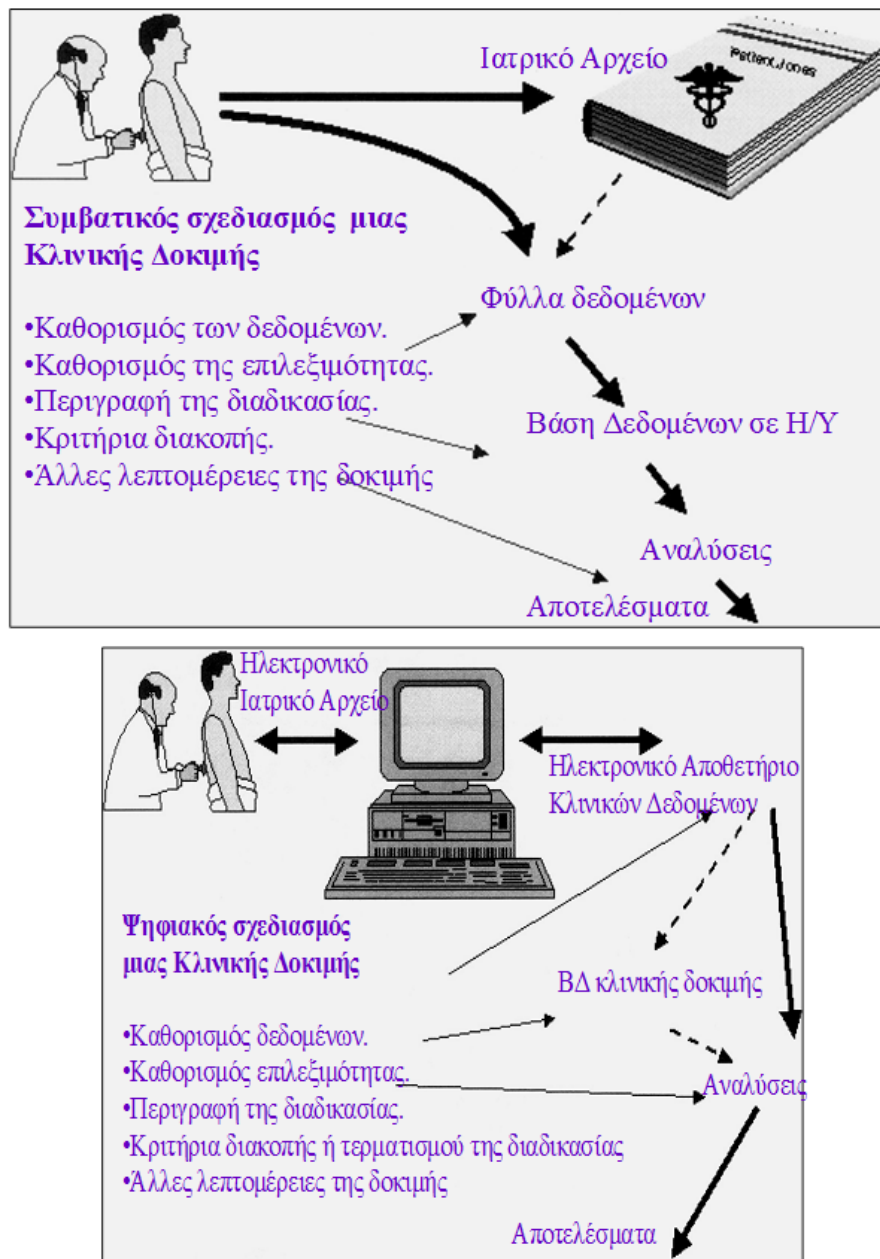 Ιατρικό Αρχείο
Patient Jones
Συμβατικός σχεδιασμός μιας
Κλινικής Δοκιμής
Φύλλα δεδομένων
•Καθορισμός των δεδομένων.
•Καθορισμός της επιλεξιμότητας.
•Περιγραφή της διαδικασίας.
Βάση Δεδομένων σε Η/Υ
•Κριτήρια διακοπής.
•Άλλες λεπτομέρειες της δοκιμής
Αναλύσεις
Αποτελέσματα
Ηλεκτρονικό
Ιατρικό Αρχείο
Ηλεκτρονικό Αποθετήριο
Κλινικών Δεδομένων
Ψηφιακός σχεδιασμός
μιας Κλινικής Δοκιμής
ΒΔ κλινικής δοκιμής
•Καθορισμός δεδομένων.
•Καθορισμός επιλεξιμότητας.
Αναλύσεις
•Περιγραφή της διαδικασίας.
•Κριτήρια διακοπής ή τερματισμού της διαδικασίας
•Άλλες λεπτομέρειες της δοκιμής
Αποτελέσματα